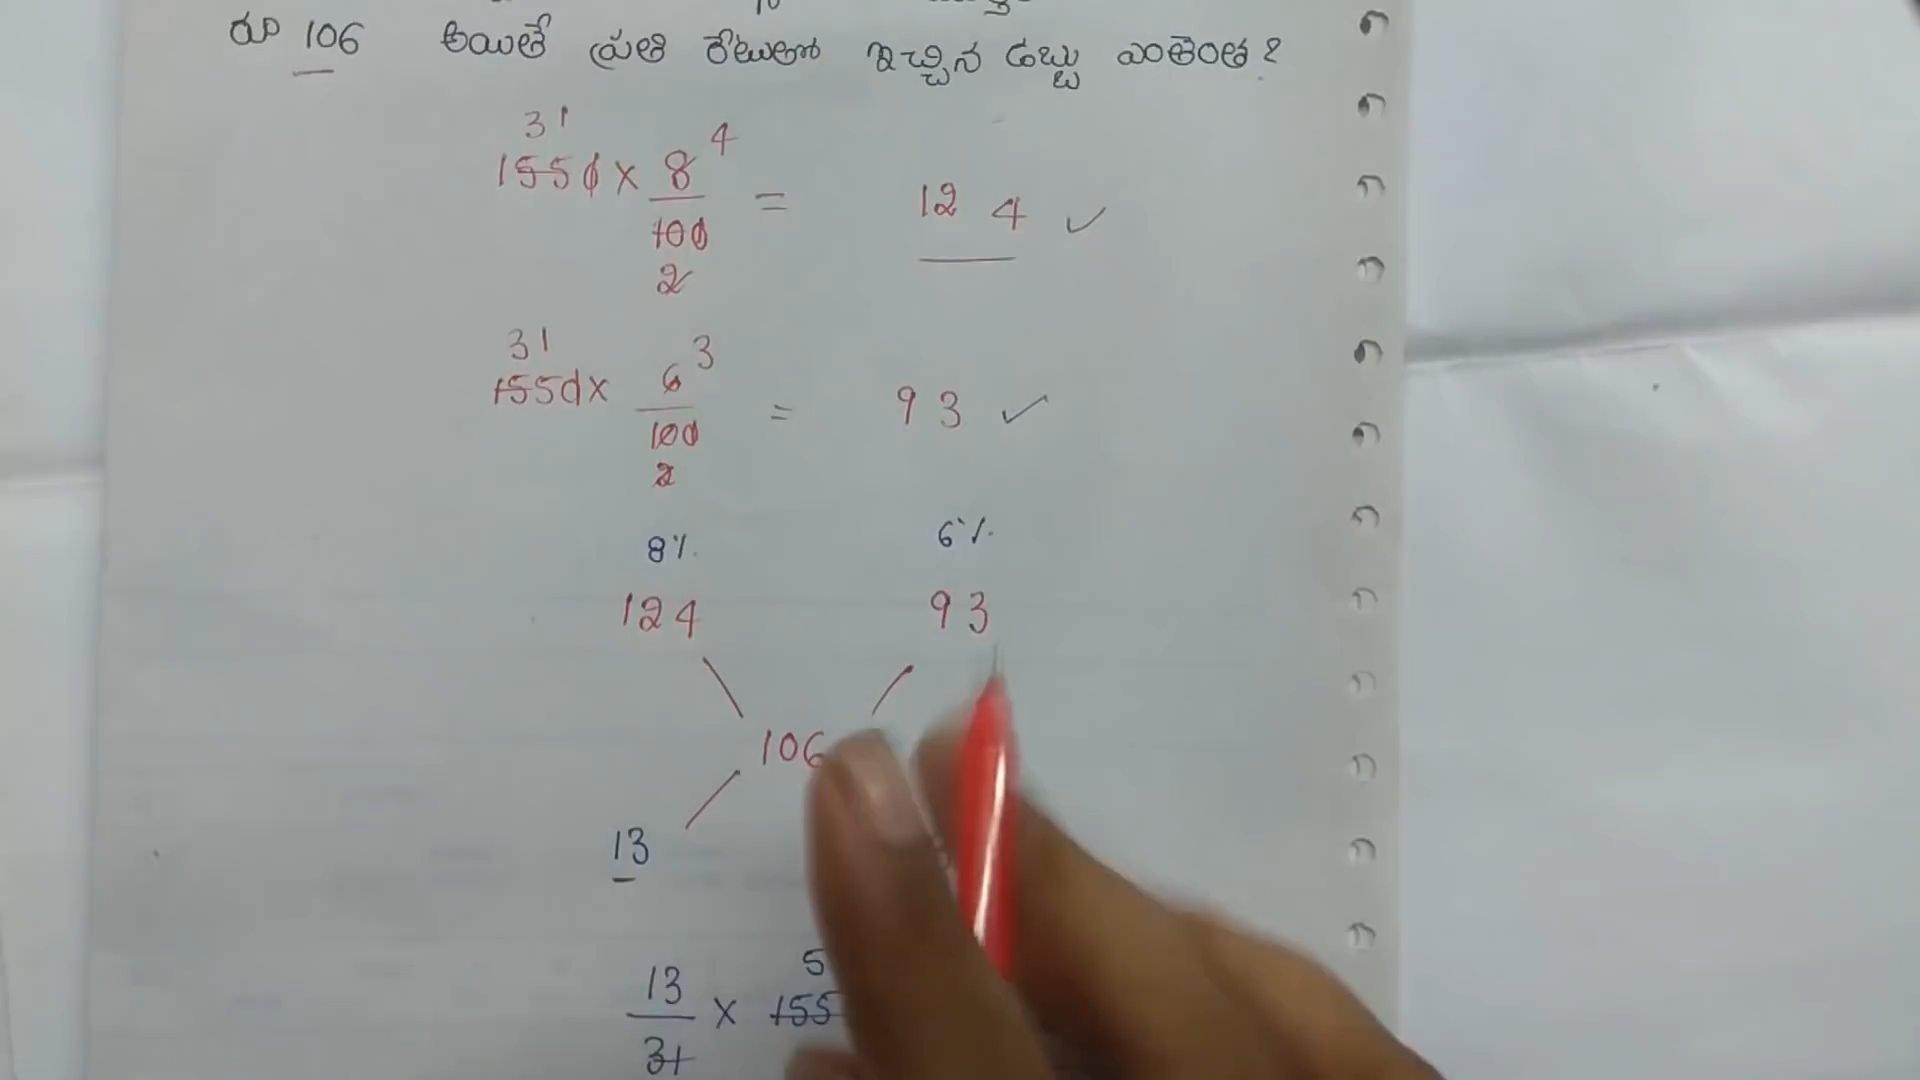 రూ 106 అయితే ప్రతి రేటులో ఇచ్చిన డబ్బు ఎంతెంత ?
31
1550 × 8 4
100 = 124 ✓
2
31
1550 × 6 3
100 = 93 ✓
2
8% 6%
124 93
106
13
13 5
31 × 155